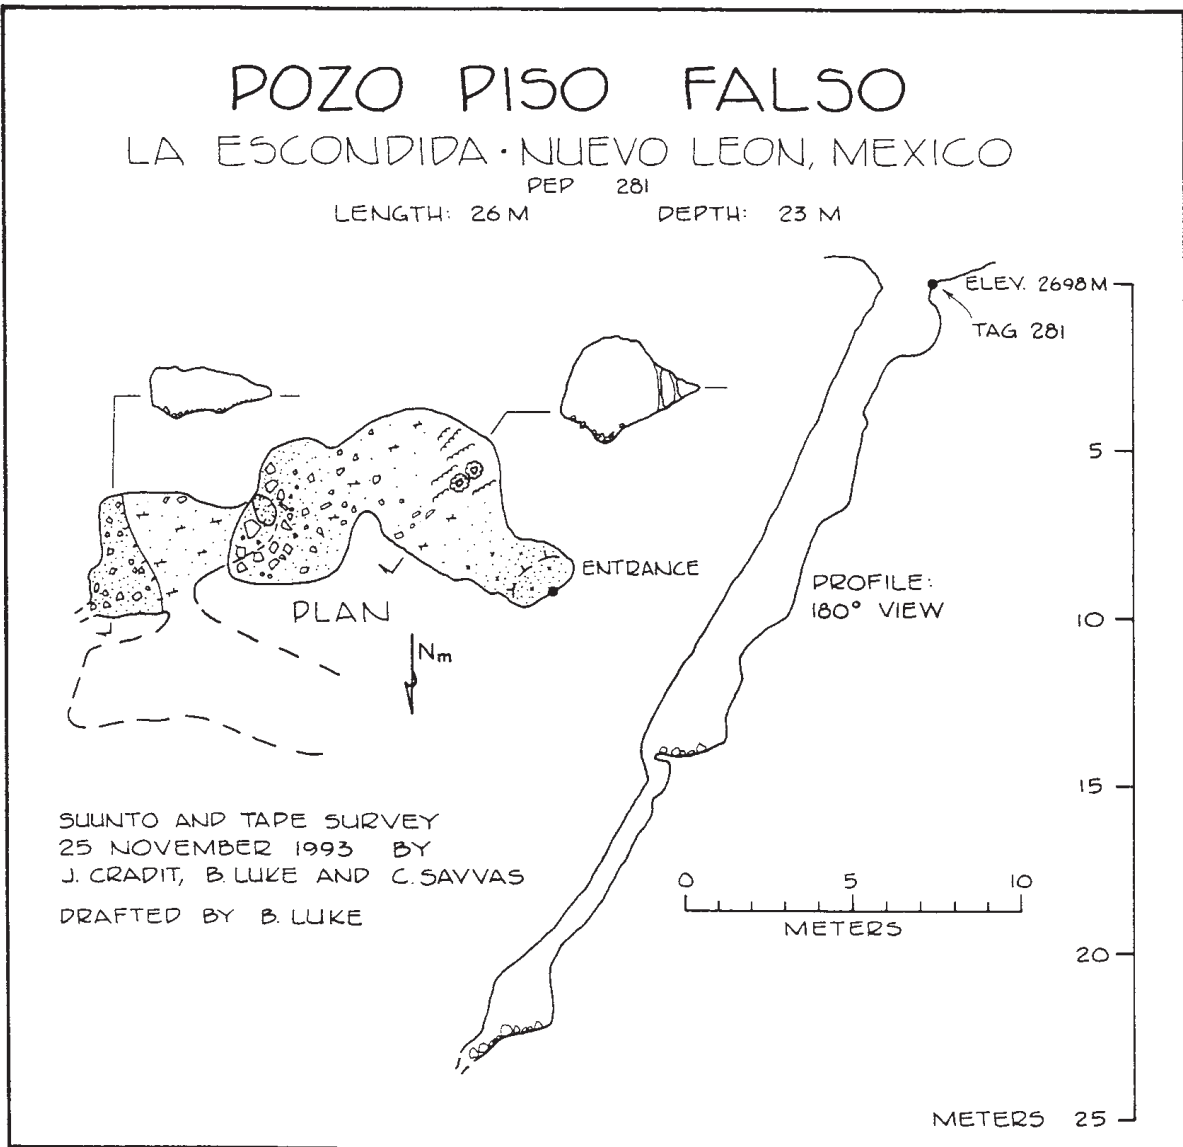 POZO PISO FALSO
LA ESCONDIDA · NUEVO LEON, MEXICO
PEP 281
LENGTH: 26 M DEPTH: 23 M
ELEV. 2698 M
TAG 281
5
ENTRANCE
PROFILE:
180° VIEW
PLAN
10
Nm
15
SUUNTO AND TAPE SURVEY
25 NOVEMBER 1993 BY
J. CRADIT, B. LUKE AND C. SAVVAS
DRAFTED BY B. LUKE
0 5 10
METERS
20
METERS 25